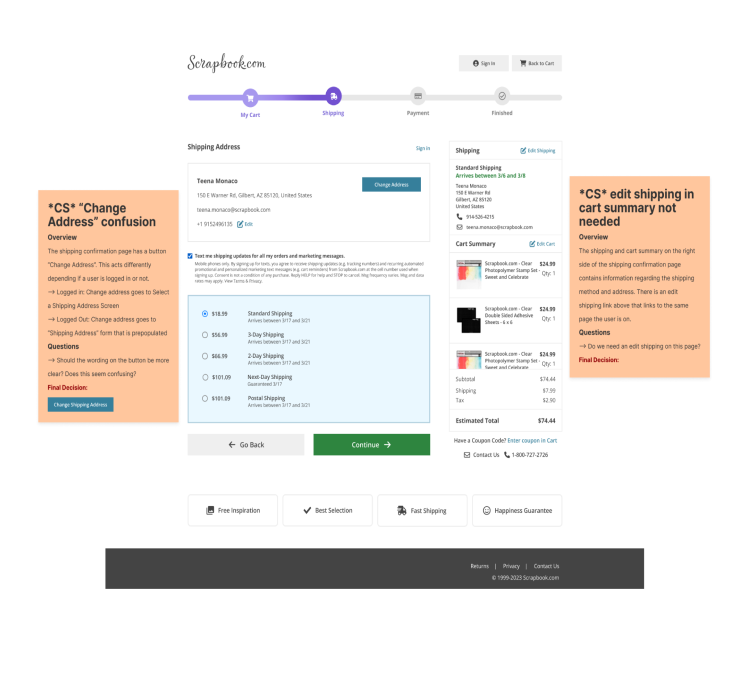 Scrapbook.com
Sign In
Back to Cart
My Cart
Shipping
Payment
Finished
*CS* “Change
Address” confusion
Overview
The shipping confirmation page has a button
“Change Address”. This acts differently
depending if a user is logged in or not.
→ Logged in: Change address goes to Select
a Shipping Address Screen
→ Logged Out: Change address goes to
“Shipping Address” form that is prepopulated
Questions
→ Should the wording on the button be more
clear? Does this seem confusing?
Final Decision:
Change Shipping Address
Shipping Address
Sign in
Teena Monaco
Change Address
150 E Warner Rd, Gilbert, AZ 85120, United States
teena.monaco@scrapbook.com
+1 9152496135
Edit
Text me shipping updates for all my orders and marketing messages.
Mobile phones only. By signing up for texts, you agree to receive shipping updates (e.g. tracking numbers) and recurring automated
promotional and personalized marketing text messages (e.g. cart reminders) from Scrapbook.com at the cell number used when
signing up. Consent is not a condition of any purchase. Reply HELP for help and STOP to cancel. Msg frequency varies. Msg and data
rates may apply. View Terms & Privacy.
$18.99 Standard Shipping
Arrives between 3/17 and 3/21
$56.99 3-Day Shipping
Arrives between 3/17 and 3/21
$66.99 2-Day Shipping
Arrives between 3/17 and 3/21
$101.09 Next-Day Shipping
Guaranteed 3/17
$101.09 Postal Shipping
Arrives between 3/17 and 3/21
← Go Back
Continue →
Shipping
Edit Shipping
Standard Shipping
Arrives between 3/6 and 3/8
Teena Monaco
150 E Warner Rd
Gilbert, AZ 85120
United States
914-526-4215
teena.monaco@scrapbook.com
Cart Summary
Edit Cart
Scrapbook.com - Clear $24.99
Photopolymer Stamp Set - Qty: 1
Sweet and Celebrate
Scrapbook.com - Clear $24.99
Double Sided Adhesive Qty: 1
Sheets - 6 x 6
Scrapbook.com - Clear $24.99
Photopolymer Stamp Set - Qty: 1
Sweet and Celebrate
Subtotal $74.44
Shipping $7.99
Tax $2.90
Estimated Total $74.44
Have a Coupon Code? Enter coupon in Cart
Contact Us 1-800-727-2726
*CS* edit shipping in
cart summary not
needed
Overview
The shipping and cart summary on the right
side of the shipping confirmation page
contains information regarding the shipping
method and address. There is an edit
shipping link above that links to the same
page the user is on.
Questions
→ Do we need an edit shipping on this page?
Final Decision:
Free Inspiration
Best Selection
Fast Shipping
Happiness Guarantee
Returns | Privacy | Contact Us
© 1999-2023 Scrapbook.com